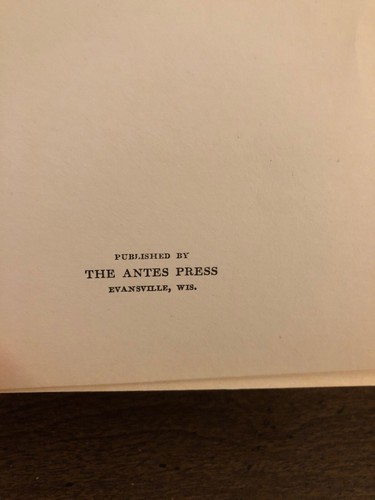 PUBLISHED BY
THE ANTES PRESS
EVANSVILLE, WIS.